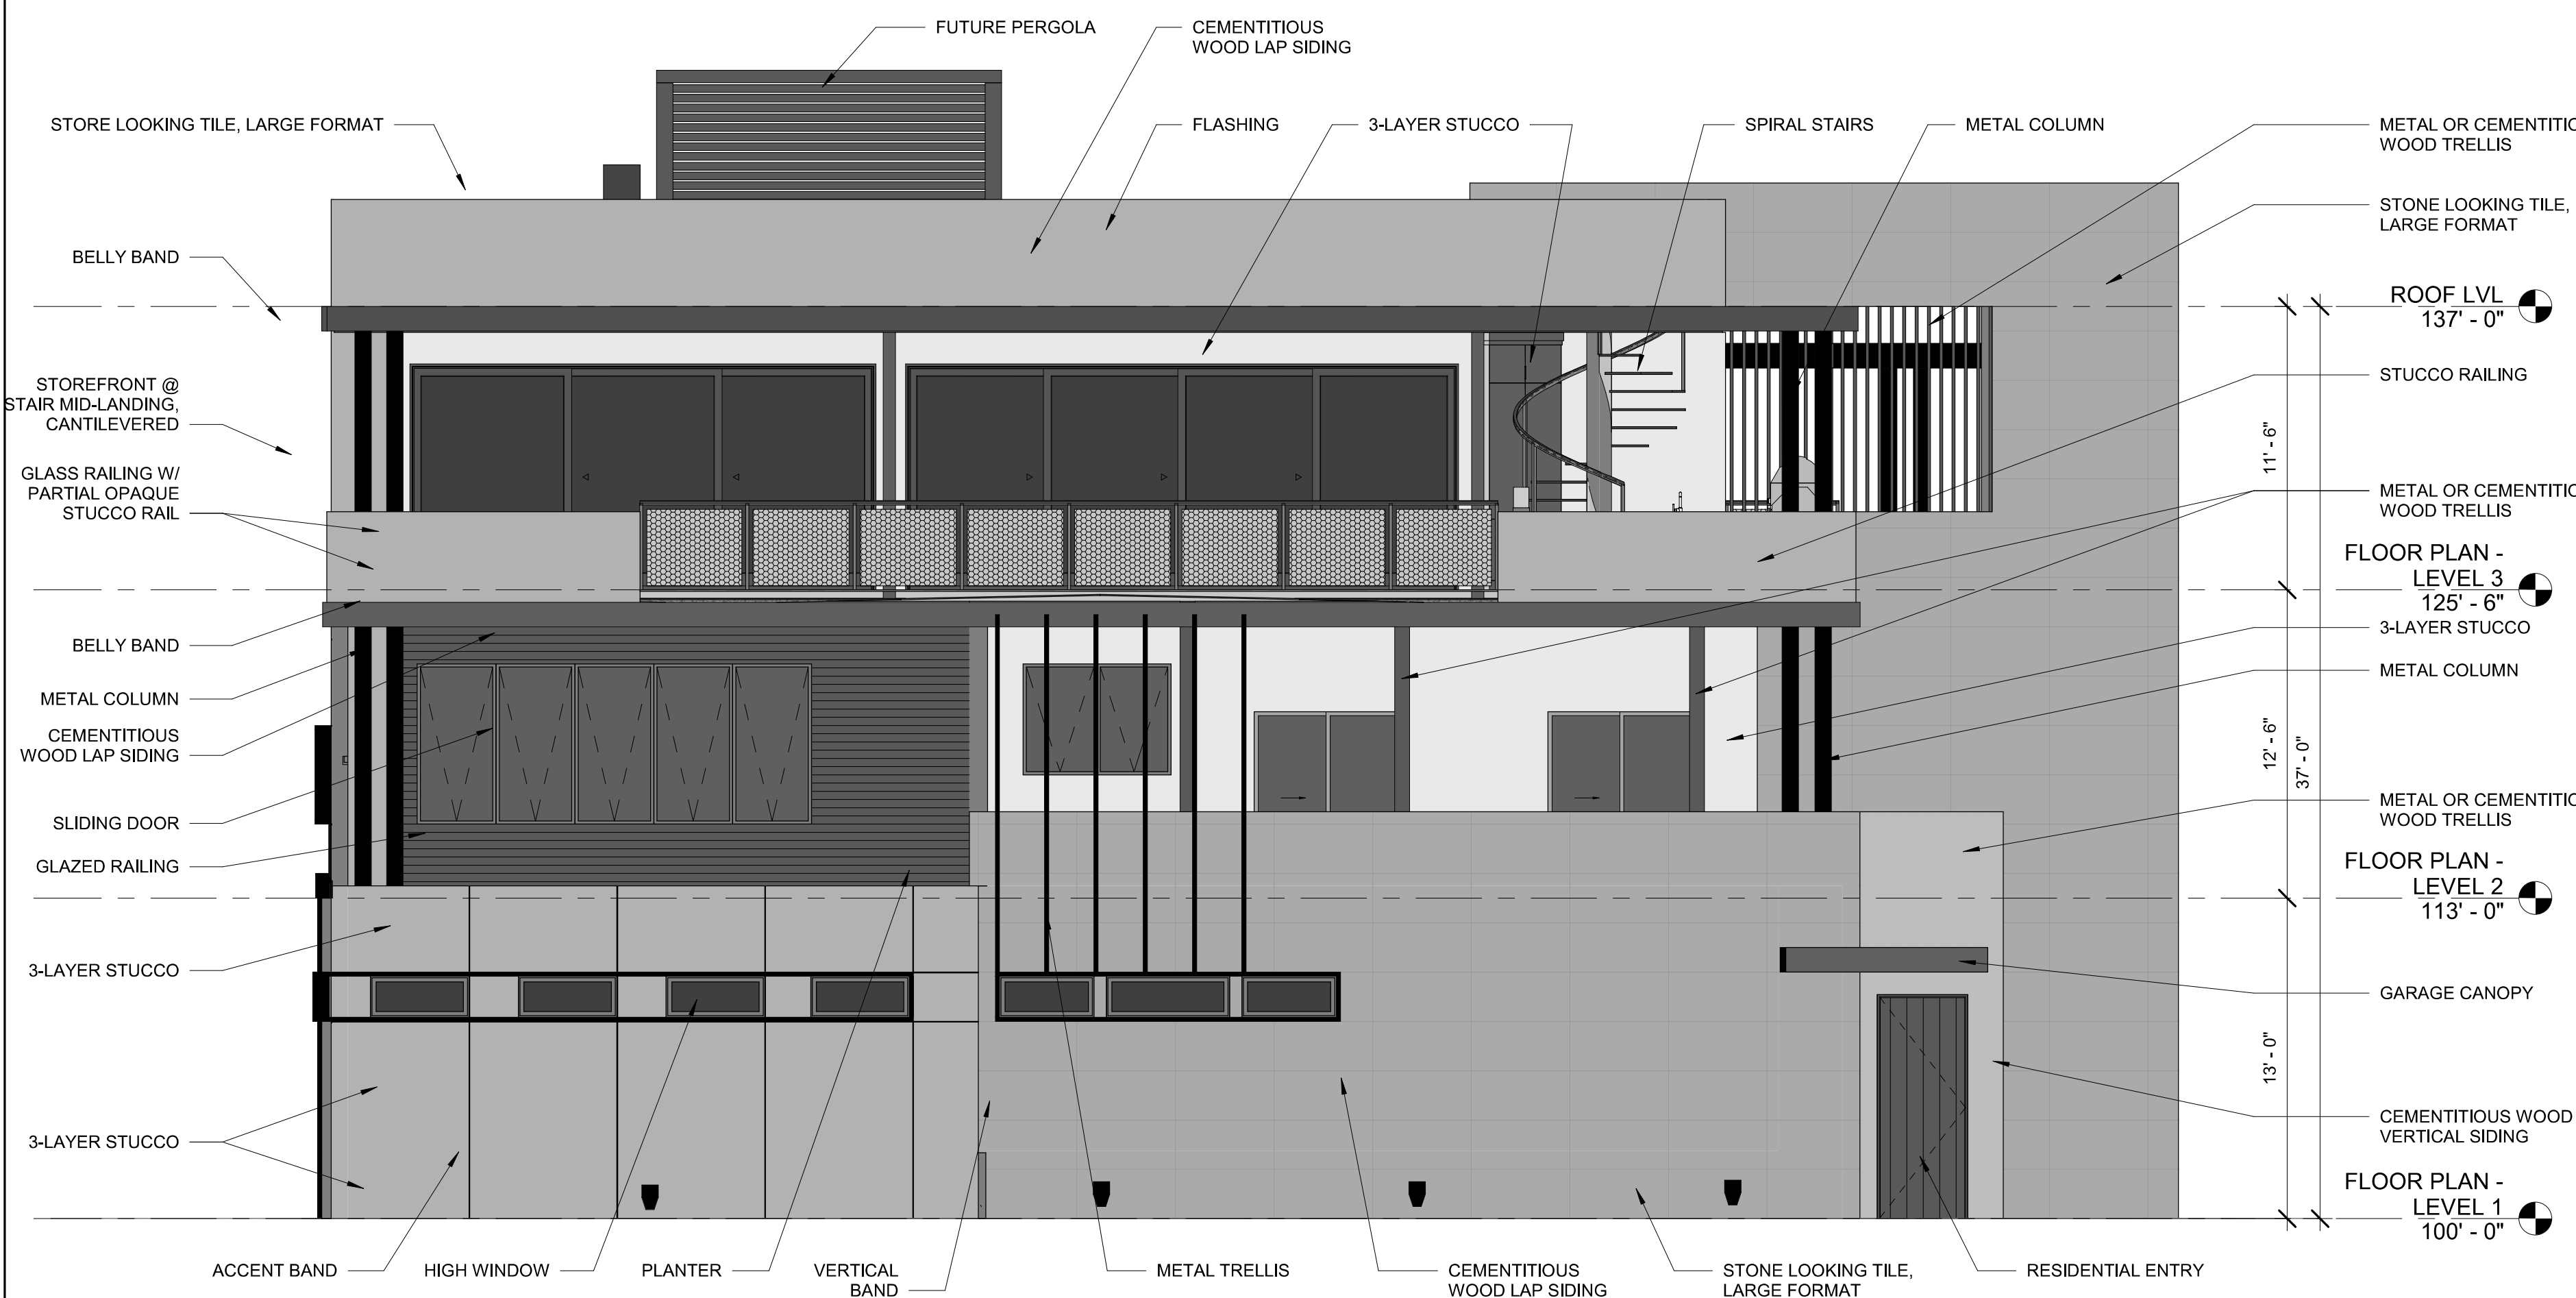 FUTURE PERGOLA
CEMENTITIOUS
WOOD LAP SIDING
STORE LOOKING TILE, LARGE FORMAT
FLASHING
3-LAYER STUCCO
SPIRAL STAIRS
METAL COLUMN
METAL OR CEMENTITIO
WOOD TRELLIS
STONE LOOKING TILE,
LARGE FORMAT
BELLY BAND
ROOF LVL
137' - 0"
STOREFRONT @
STAIR MID-LANDING,
CANTILEVERED
STUCCO RAILING
11' - 6"
GLASS RAILING W/
PARTIAL OPAQUE
STUCCO RAIL
METAL OR CEMENTITIO
WOOD TRELLIS
FLOOR PLAN -
LEVEL 3
125' - 6"
BELLY BAND
3-LAYER STUCCO
METAL COLUMN
METAL COLUMN
CEMENTITIOUS
WOOD LAP SIDING
12' - 6"
37' - 0"
SLIDING DOOR
METAL OR CEMENTITIO
WOOD TRELLIS
GLAZED RAILING
FLOOR PLAN -
LEVEL 2
113' - 0"
3-LAYER STUCCO
GARAGE CANOPY
13' - 0"
3-LAYER STUCCO
CEMENTITIOUS WOOD
VERTICAL SIDING
FLOOR PLAN -
LEVEL 1
100' - 0"
ACCENT BAND
HIGH WINDOW
PLANTER
VERTICAL
BAND
METAL TRELLIS
CEMENTITIOUS
WOOD LAP SIDING
STONE LOOKING TILE,
LARGE FORMAT
RESIDENTIAL ENTRY